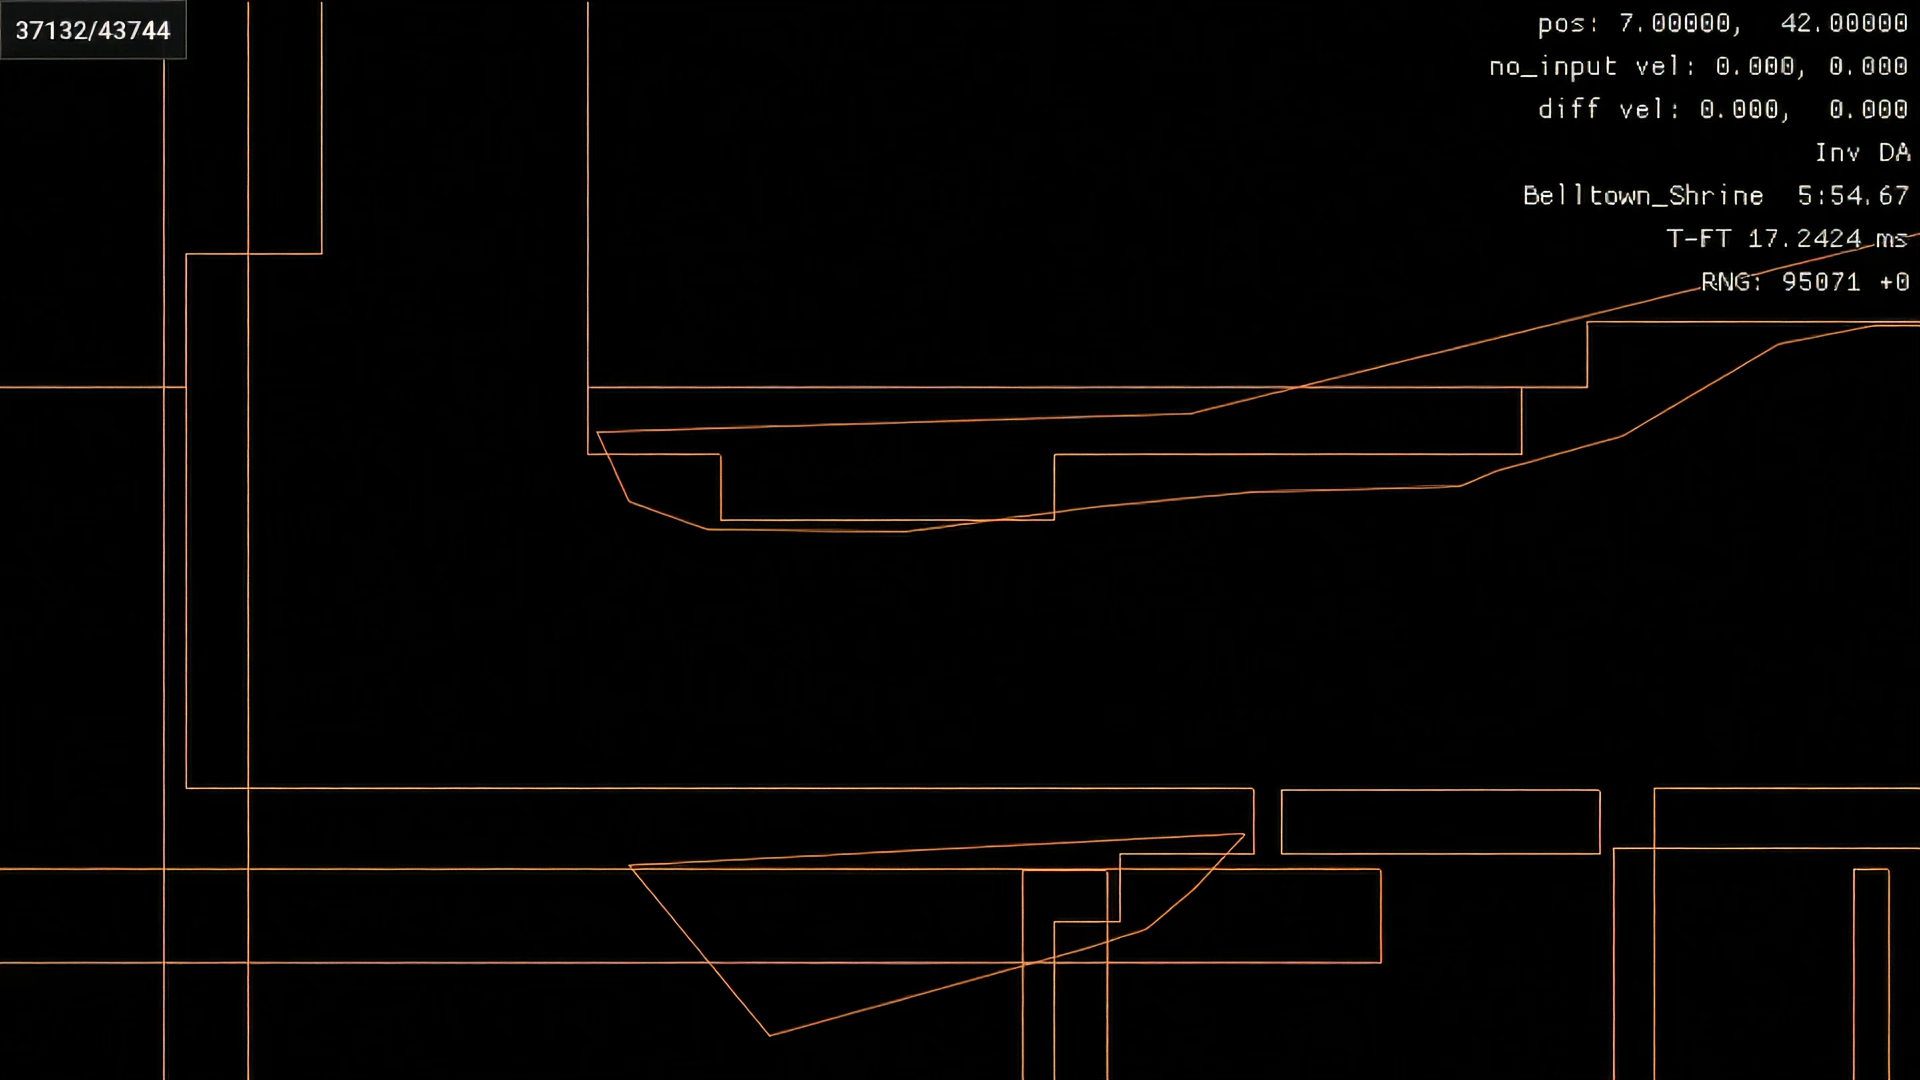 37132/43744
pos: 7.00000, 42.00000
no_input vel: 0.000, 0.000
diff vel: 0.000, 0.000
Inv DA
Belltown_Shrine 5:54.67
T-FT 17.2424 ms
RNG: 95071 +0